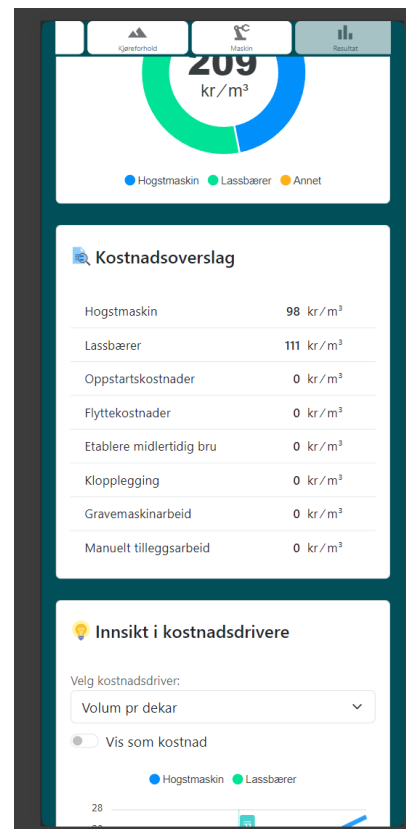 Kjøreforhold
Maskin
Resultat
209
kr/m³
Hogstmaskin Lassbærer Annet
Kostnadsoverslag
Hogstmaskin 98 kr/m³
Lassbærer 111 kr/m³
Oppstartskostnader 0 kr/m³
Flyttekostnader 0 kr/m³
Etablere midlertidig bru 0 kr/m³
Klopplegging 0 kr/m³
Gravemaskinarbeid 0 kr/m³
Manuelt tilleggsarbeid 0 kr/m³
Innsikt i kostnadsdrivere
Velg kostnadsdriver:
Volum pr dekar
Vis som kostnad
Hogstmaskin Lassbærer
28